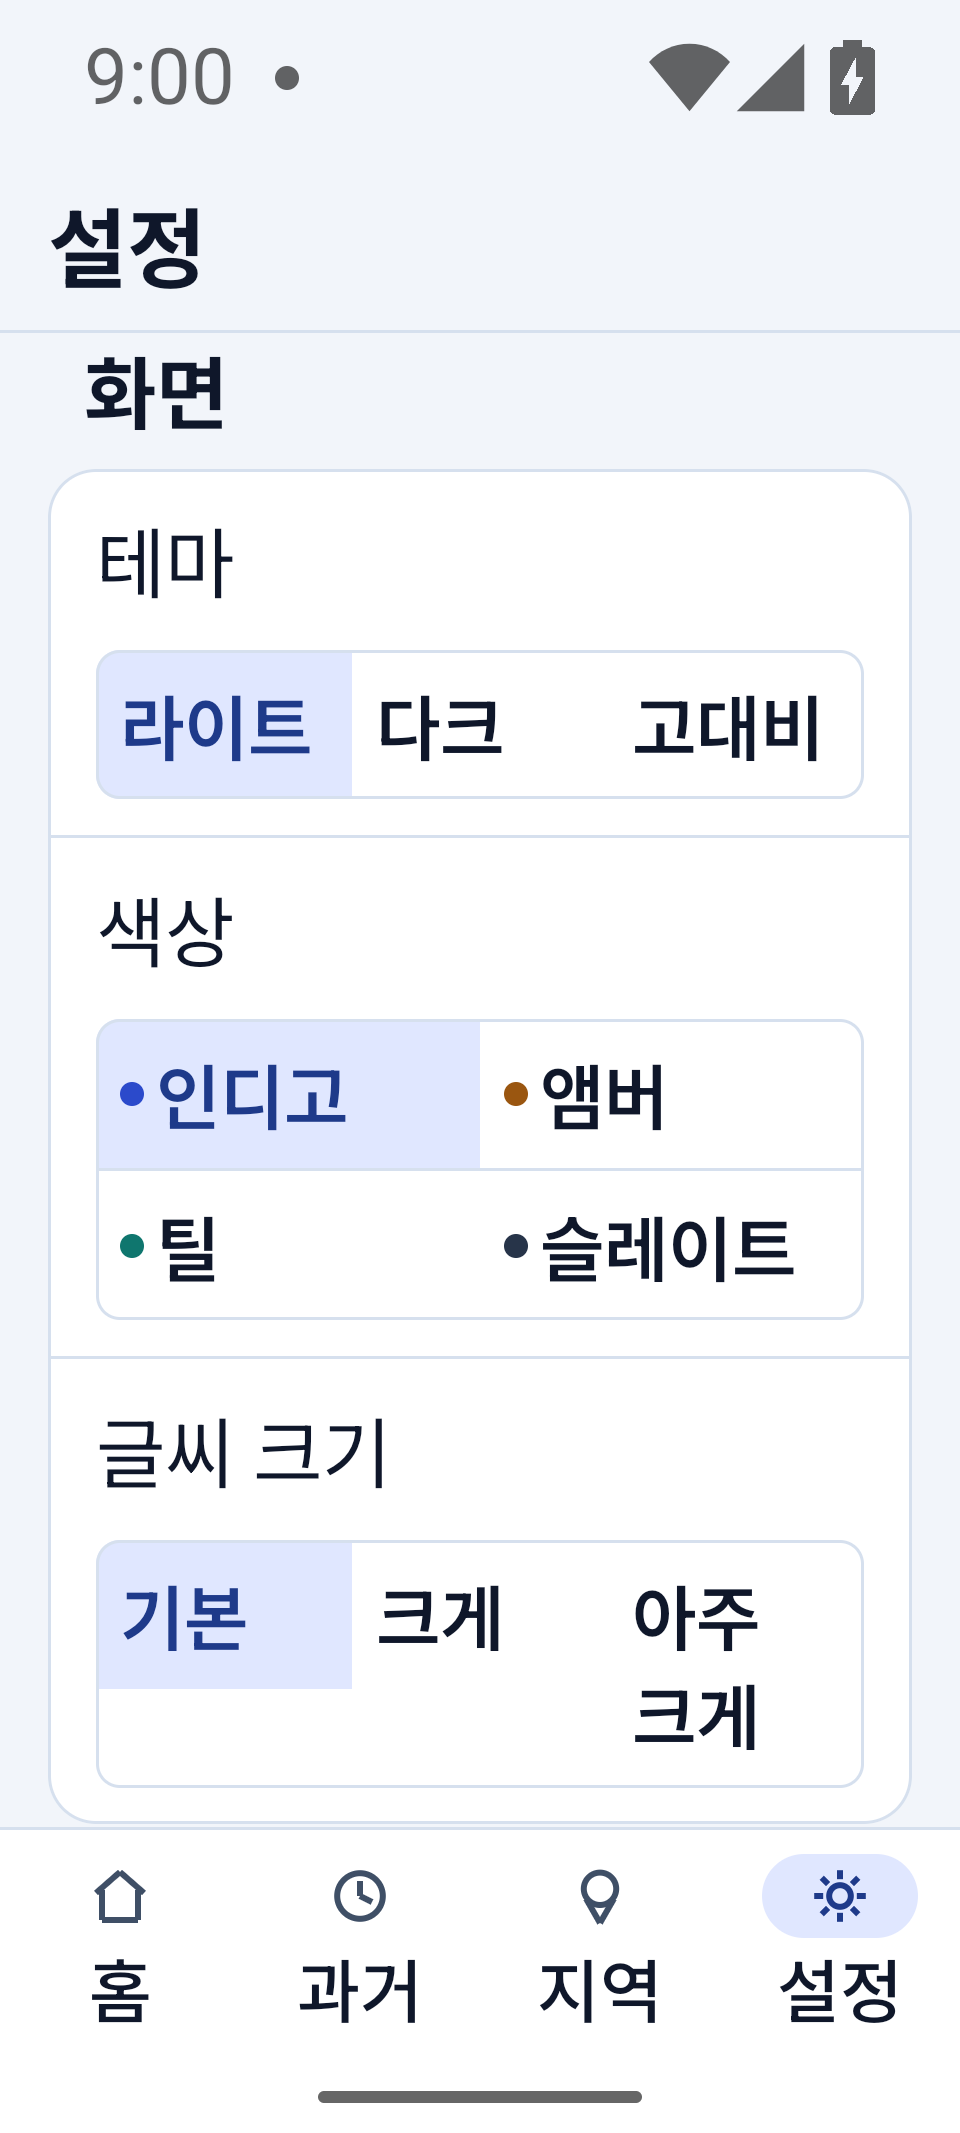 9:00
설정
화면
테마
라이트 다크 고대비
색상
인디고 앰버
틸 슬레이트
글씨 크기
기본 크게 아주
크게
홈 과거 지역 설정